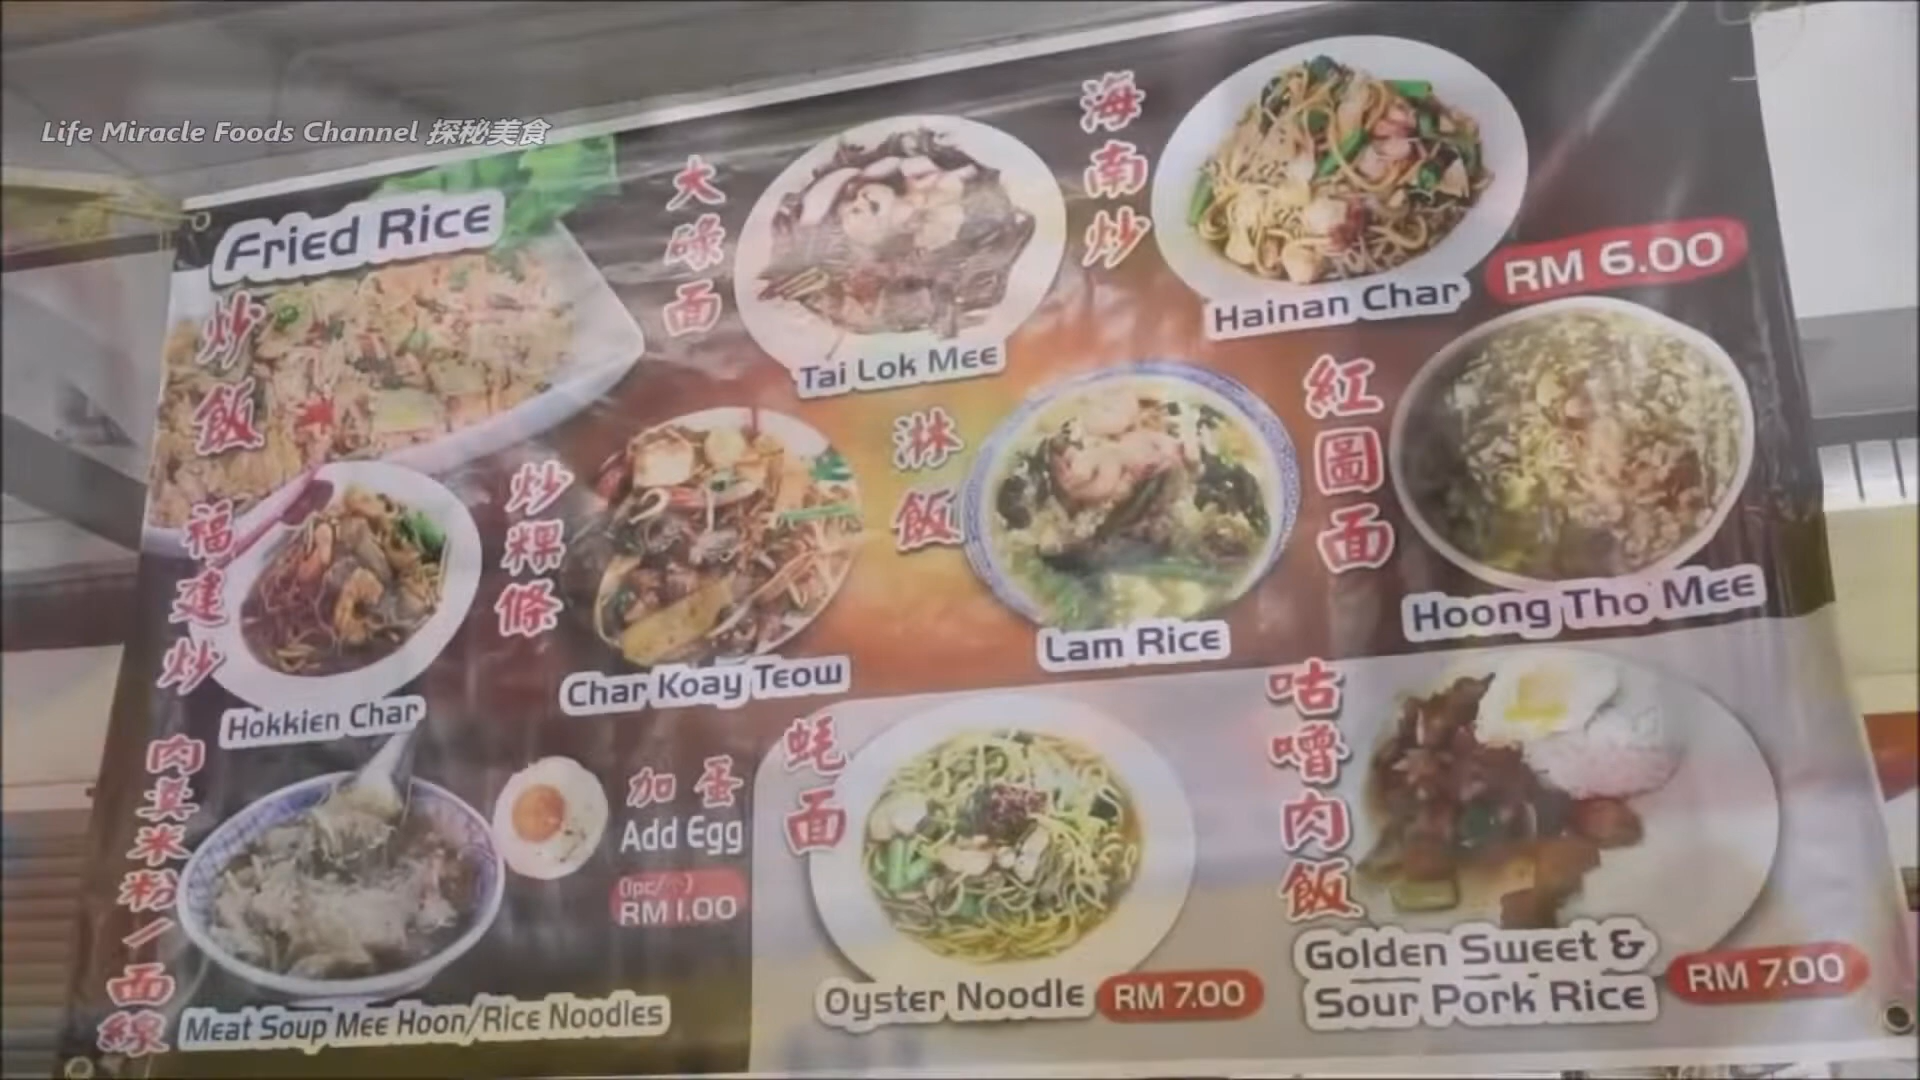 Life Miracle Foods Channel 探秘美食
Fried Rice
炒飯
大碌面
Tai Lok Mee
海南炒
Hainan Char
RM 6.00
福建炒
Hokkien Char
炒粿條
Char Koay Teow
淋飯
Lam Rice
紅圖面
Hoong Tho Mee
肉羹米粉/面線
Meat Soup Mee Hoon/Rice Noodles
加蛋
Add Egg
RM 1.00
蚝面
Oyster Noodle
RM 7.00
咕嚕肉飯
Golden Sweet &
Sour Pork Rice
RM 7.00